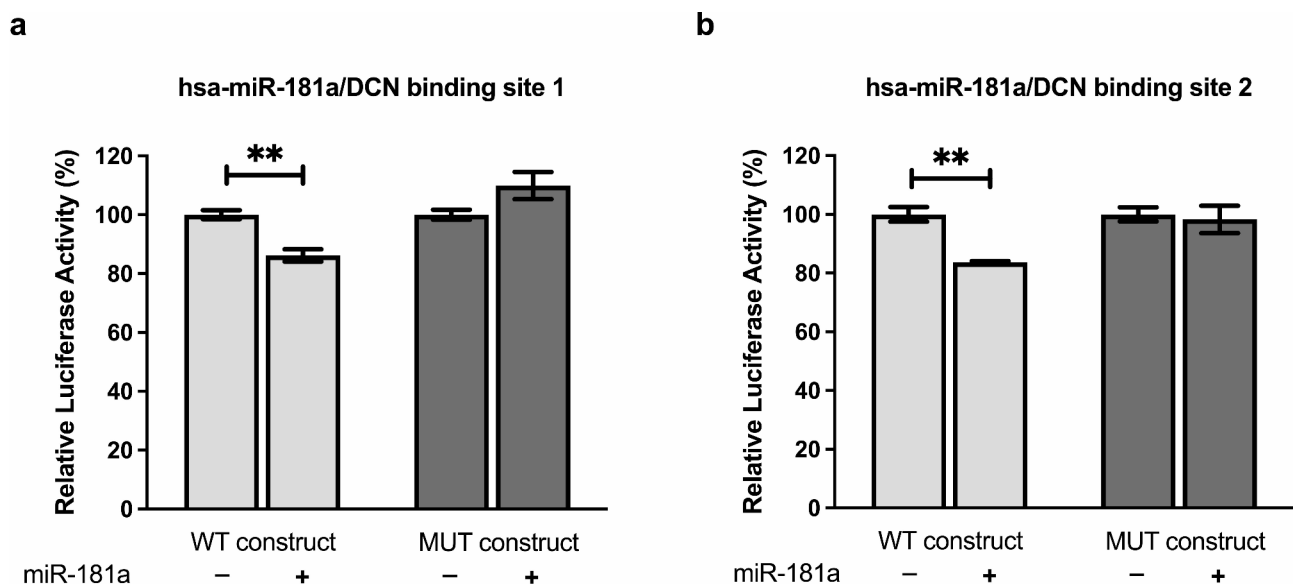 a
hsa-miR-181a/DCN binding site 1
Relative Luciferase Activity (%)
120
100
80
60
40
20
0
**
WT construct
MUT construct
miR-181a – + – +
b
hsa-miR-181a/DCN binding site 2
Relative Luciferase Activity (%)
120
100
80
60
40
20
0
**
WT construct
MUT construct
miR-181a – + – +